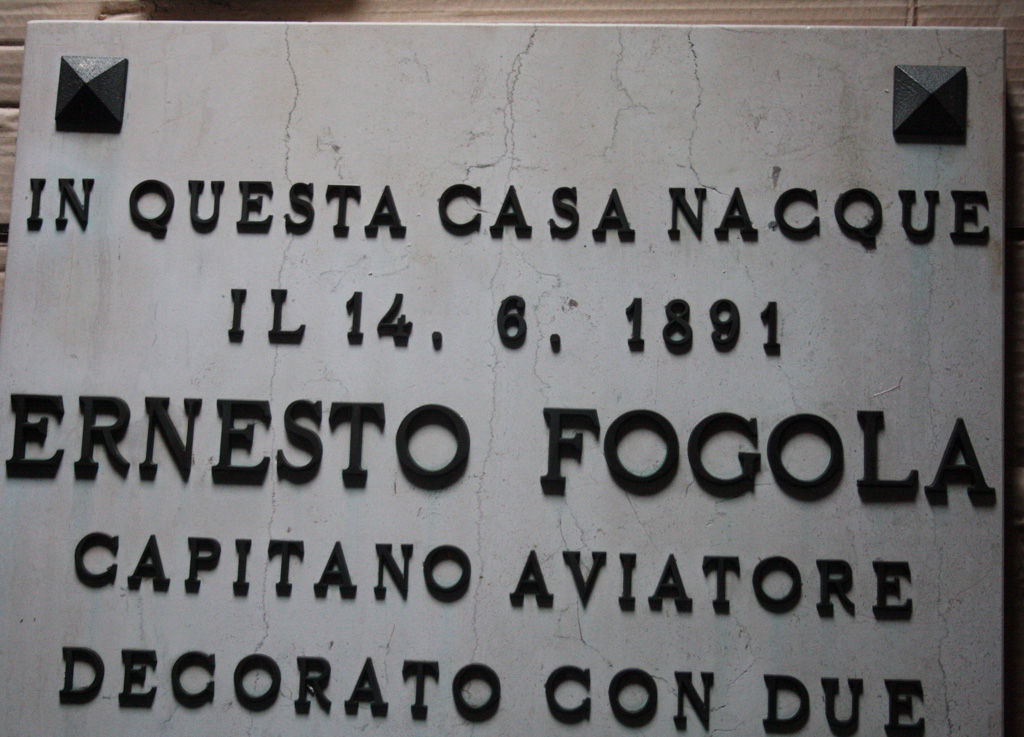 IN QUESTA CASA NACQUE
IL 14. 6. 1891
ERNESTO FOGOLA
CAPITANO AVIATORE
DECORATO CON DUE